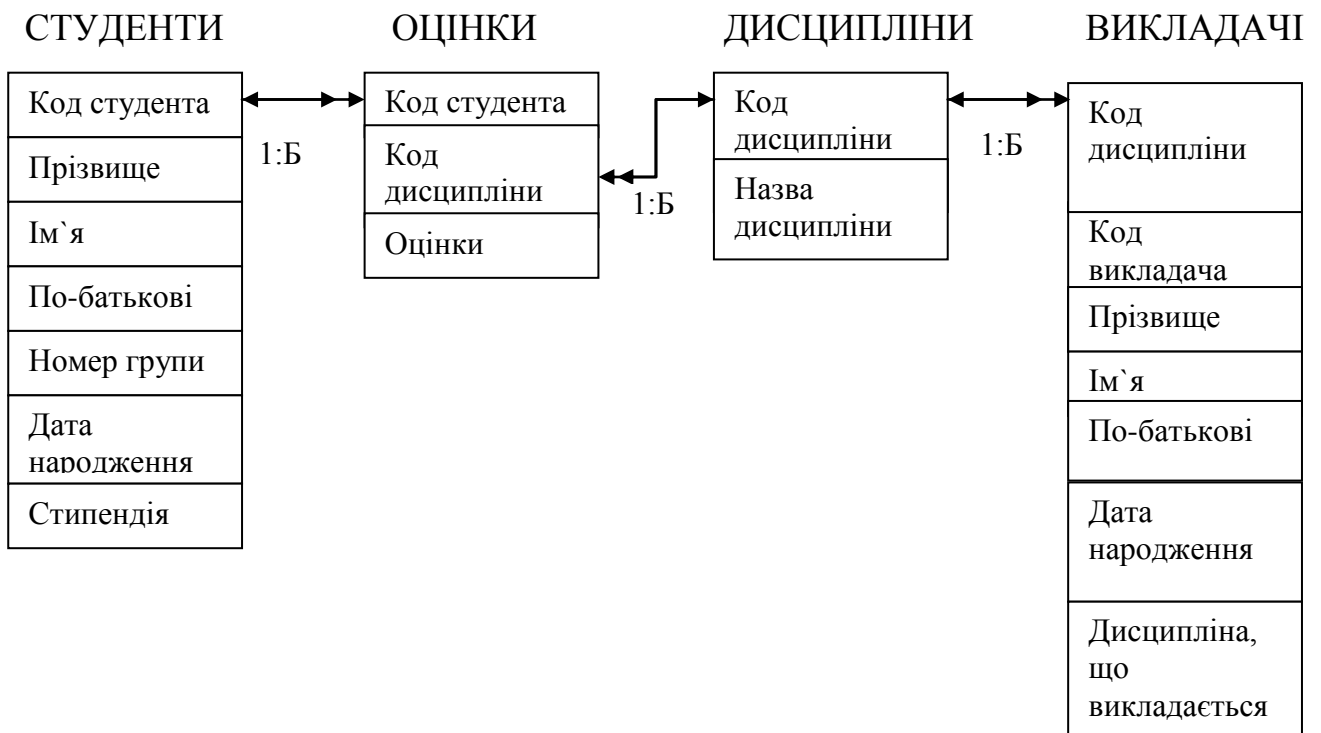 СТУДЕНТИ
ОЦІНКИ
ДИСЦИПЛІНИ
ВИКЛАДАЧІ
Код студента
Прізвище
Ім`я
По-батькові
Номер групи
Дата
народження
Стипендія
1:Б
Код студента
Код
дисципліни
Оцінки
1:Б
Код
дисципліни
Назва
дисципліни
1:Б
Код
дисципліни
Код
викладача
Прізвище
Ім`я
По-батькові
Дата
народження
Дисципліна,
що
викладається